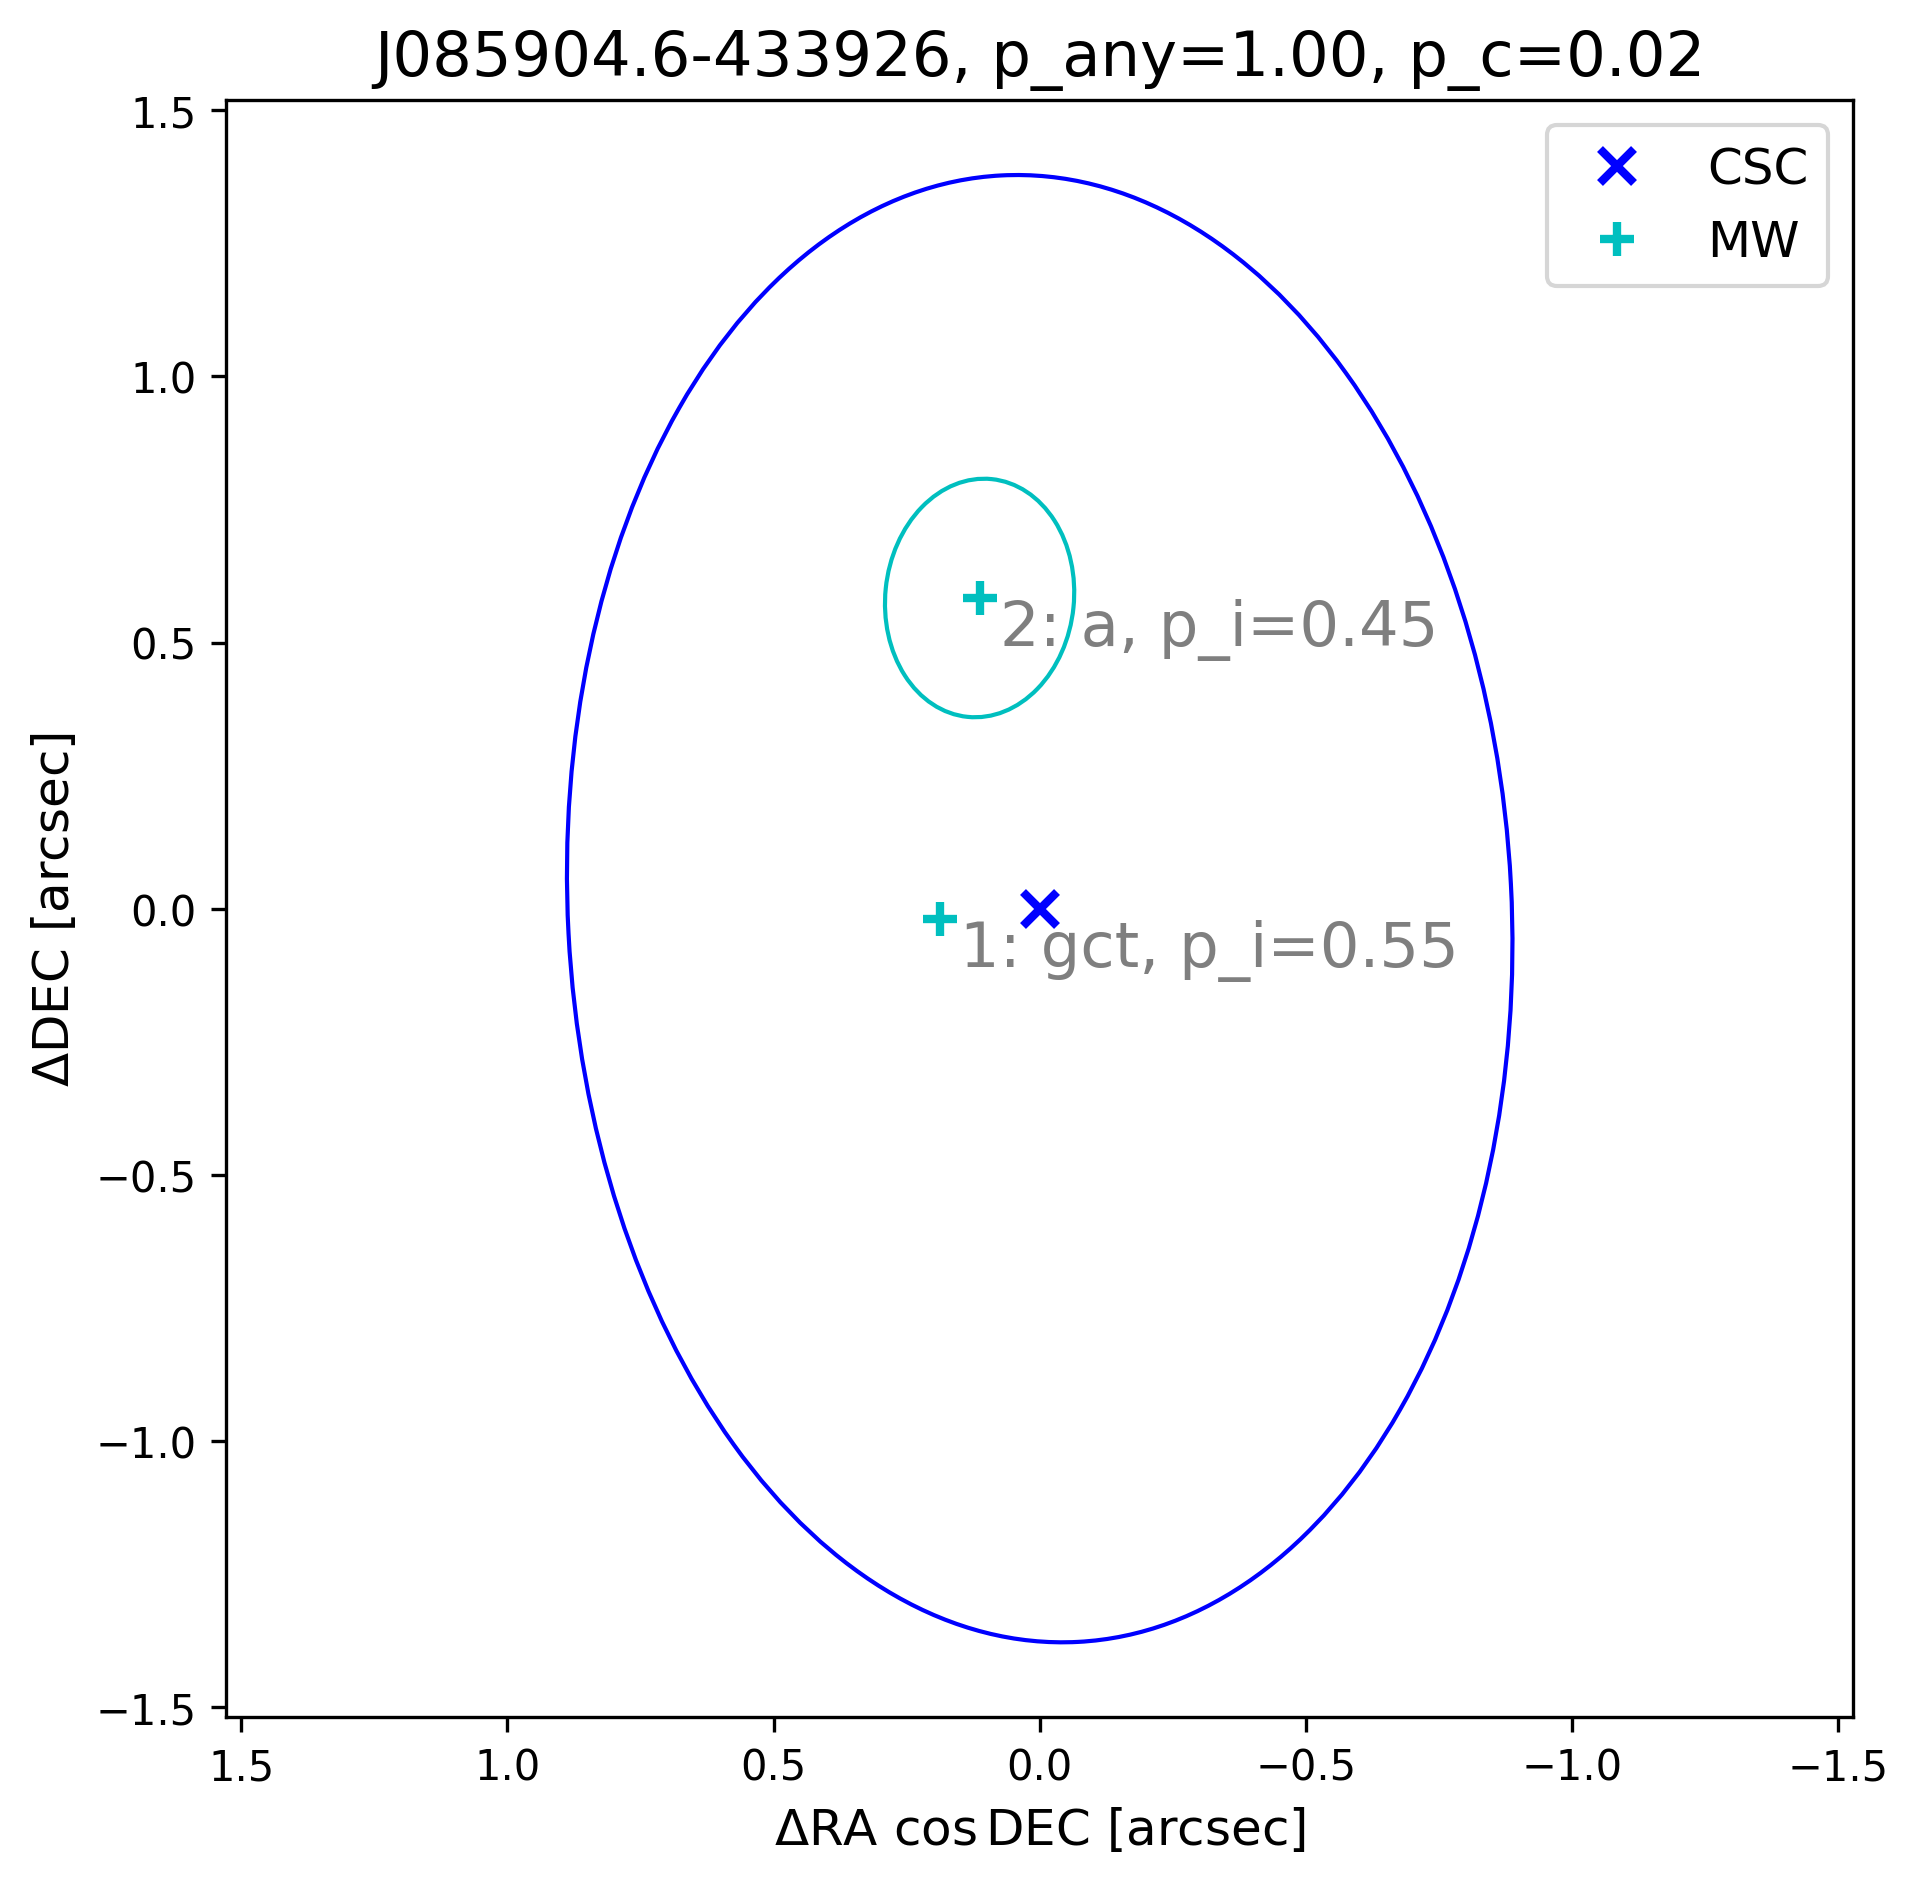 J085904.6-433926, p_any=1.00, p_c=0.02
CSC
MW
2: a, p_i=0.45
1: gct, p_i=0.55
1.5
1.0
0.5
0.0
−0.5
−1.0
−1.5
ΔDEC [arcsec]
1.5 1.0 0.5 0.0 −0.5 −1.0 −1.5
ΔRA cos DEC [arcsec]